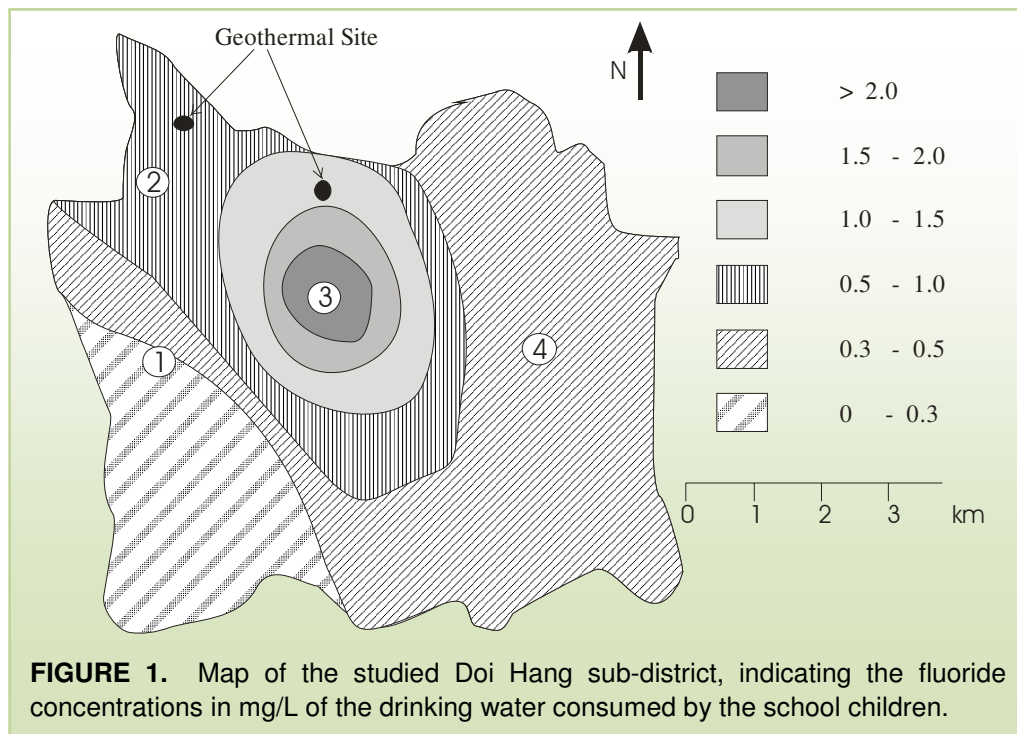 Geothermal Site
N
> 2.0
1.5 - 2.0
1.0 - 1.5
0.5 - 1.0
0.3 - 0.5
0 - 0.3
2
3
4
1
0 1 2 3 km
FIGURE 1. Map of the studied Doi Hang sub-district, indicating the fluoride
concentrations in mg/L of the drinking water consumed by the school children.